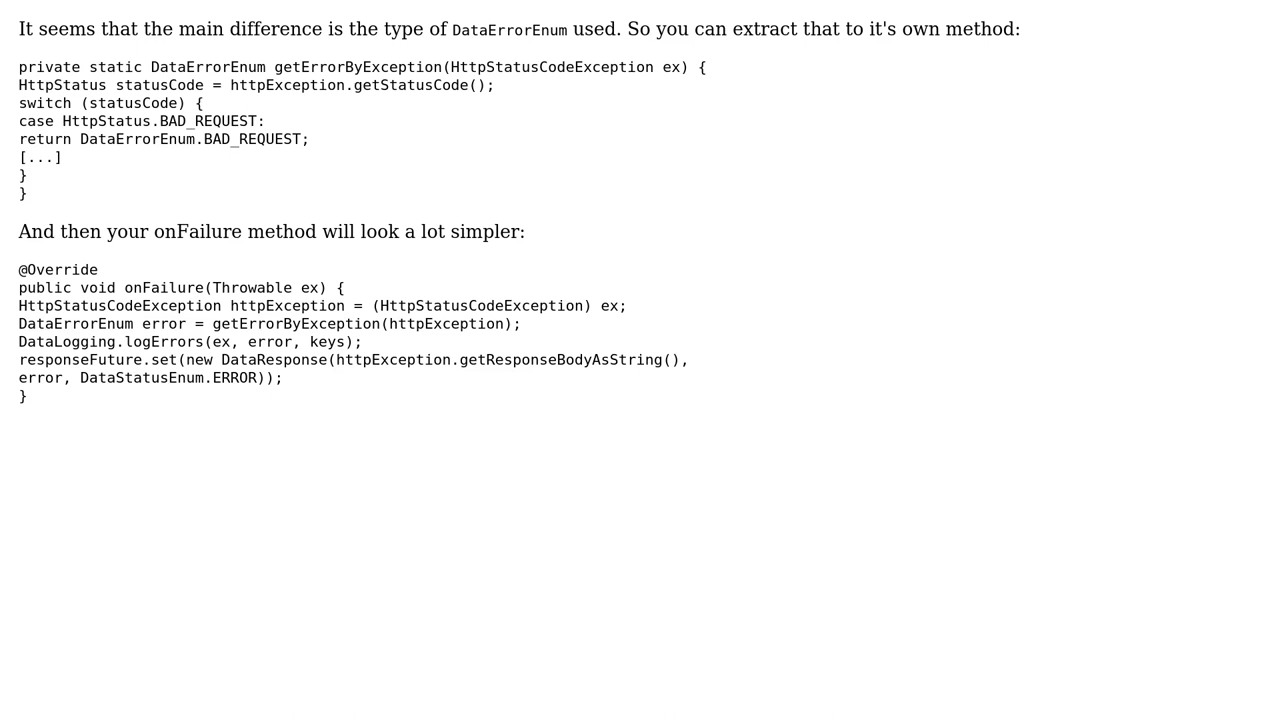 It seems that the main difference is the type of DataErrorEnum used. So you can extract that to it's own method:
private static DataErrorEnum getErrorByException(HttpStatusCodeException ex) {
HttpStatus statusCode = httpException.getStatusCode();
switch (statusCode) {
case HttpStatus.BAD_REQUEST:
return DataErrorEnum.BAD_REQUEST;
[...]
}
}
And then your onFailure method will look a lot simpler:
@Override
public void onFailure(Throwable ex) {
HttpStatusCodeException httpException = (HttpStatusCodeException) ex;
DataErrorEnum error = getErrorByException(httpException);
DataLogging.logErrors(ex, error, keys);
responseFuture.set(new DataResponse(httpException.getResponseBodyAsString(),
error, DataStatusEnum.ERROR));
}